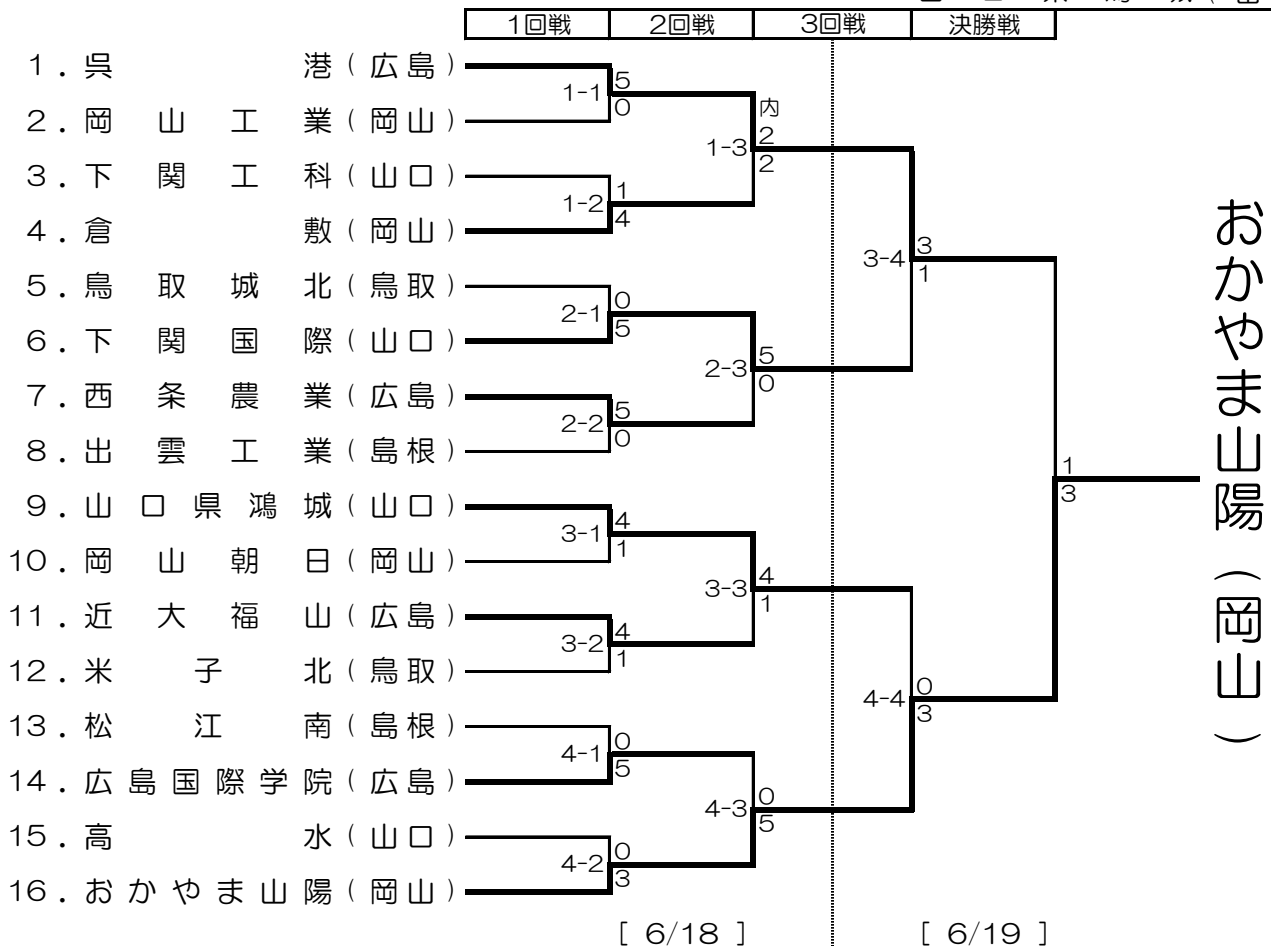 1回戦 2回戦 3回戦 決勝戦
1.呉港(広島)
5
1-1
0
2.岡山工業(岡山)
内
2
1-3
2
3.下関工科(山口)
1
1-2
4
4.倉敷(岡山)
3
3-4
1
5.鳥取城北(鳥取)
0
2-1
5
6.下関国際(山口)
5
2-3
0
7.西条農業(広島)
5
2-2
0
8.出雲工業(島根)
1
3
おかやま山陽(岡山)
9.山口県鴻城(山口)
4
3-1
1
10.岡山朝日(岡山)
4
3-3
1
11.近大福山(広島)
4
3-2
1
12.米子北(鳥取)
0
4-4
3
13.松江南(島根)
0
4-1
5
14.広島国際学院(広島)
0
4-3
5
15.高水(山口)
0
4-2
3
16.おかやま山陽(岡山)
[ 6/18 ] [ 6/19 ]